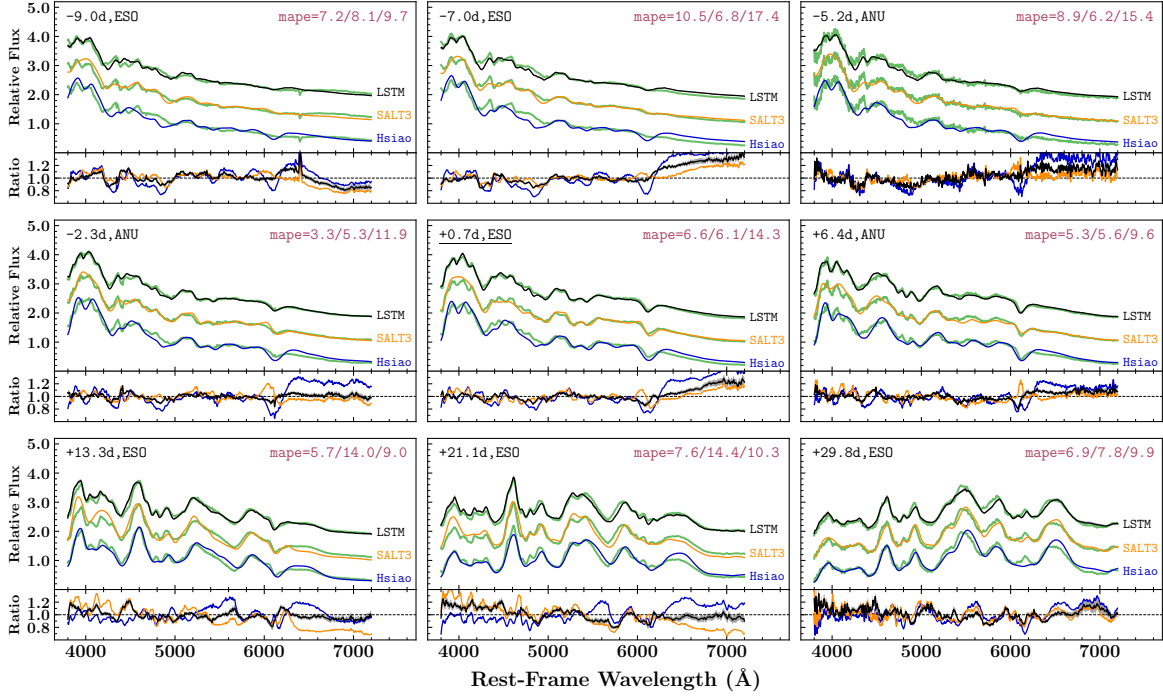 -9.0d,ESO mape=7.2/8.1/9.7
-7.0d,ESO mape=10.5/6.8/17.4
-5.2d,ANU mape=8.9/6.2/15.4
Relative Flux
5.0
4.0
3.0
2.0
1.0
LSTM
SALT3
Hsiao
LSTM
SALT3
Hsiao
LSTM
SALT3
Hsiao
Ratio
1.2
1.0
0.8
-2.3d,ANU mape=3.3/5.3/11.9
+0.7d,ESO mape=6.6/6.1/14.3
+6.4d,ANU mape=5.3/5.6/9.6
Relative Flux
5.0
4.0
3.0
2.0
1.0
LSTM
SALT3
Hsiao
LSTM
SALT3
Hsiao
LSTM
SALT3
Hsiao
Ratio
1.2
1.0
0.8
+13.3d,ESO mape=5.7/14.0/9.0
+21.1d,ESO mape=7.6/14.4/10.3
+29.8d,ESO mape=6.9/7.8/9.9
Relative Flux
5.0
4.0
3.0
2.0
1.0
LSTM
SALT3
Hsiao
LSTM
SALT3
Hsiao
LSTM
SALT3
Hsiao
Ratio
1.2
1.0
0.8
4000 5000 6000 7000
4000 5000 6000 7000
4000 5000 6000 7000
Rest-Frame Wavelength (Å)